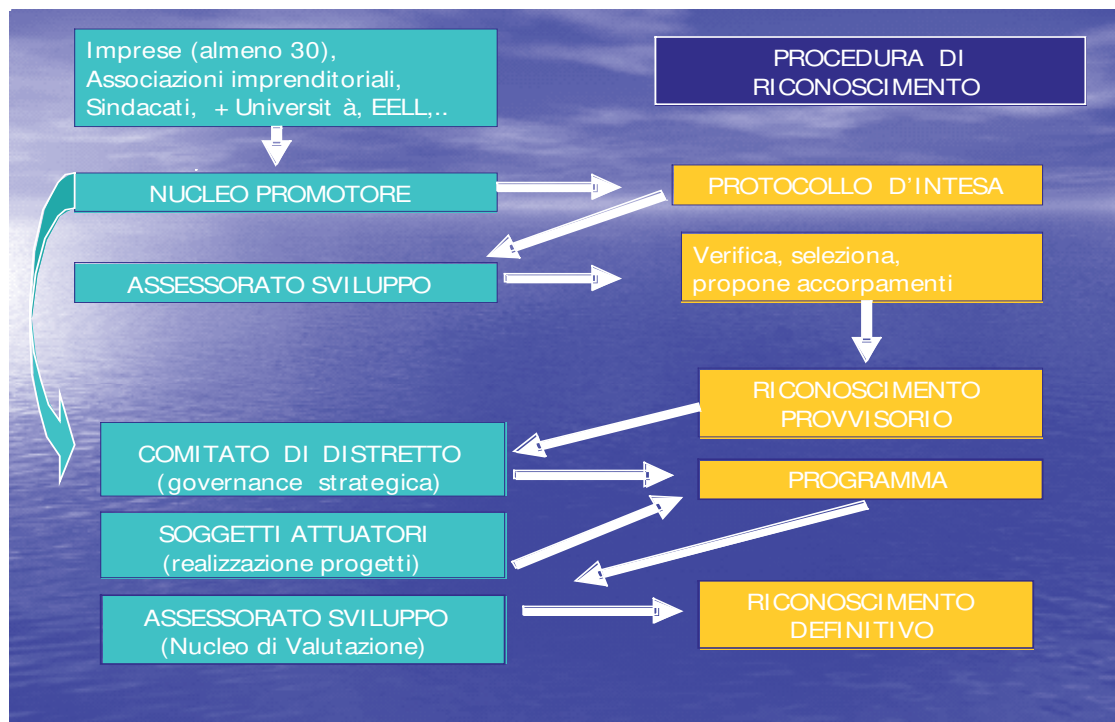 Imprese (almeno 30),
Associazioni imprenditoriali,
Sindacati, + Universit à, EELL,..
PROCEDURA DI
RICONOSCIMENTO
NUCLEO PROMOTORE
PROTOCOLLO D'INTESA
ASSESSORATO SVILUPPO
Verifica, seleziona,
propone accorpamenti
RICONOSCIMENTO
PROVVISORIO
COMITATO DI DISTRETTO
(governance strategica)
PROGRAMMA
SOGGETTI ATTUATORI
(realizzazione progetti)
ASSESSORATO SVILUPPO
(Nucleo di Valutazione)
RICONOSCIMENTO
DEFINITIVO